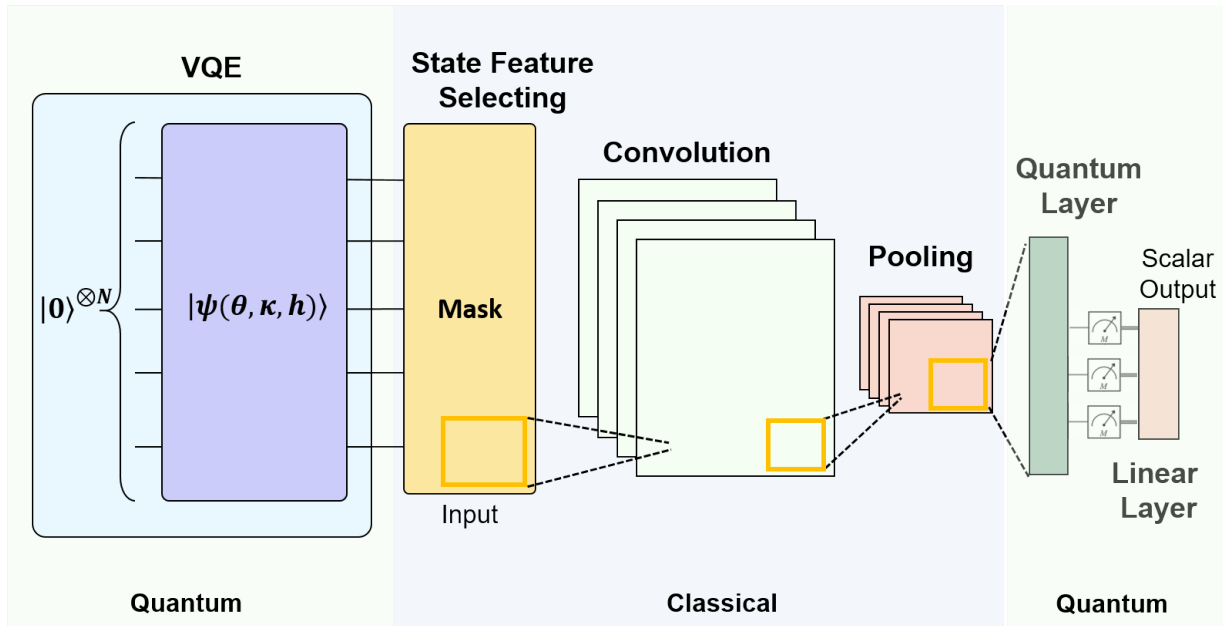 VQE
|0⟩⊗N
|ψ(θ, κ, h)⟩
State Feature
Selecting
Mask
Input
Convolution
Pooling
Quantum
Layer
M
M
M
Scalar
Output
Linear
Layer
Quantum
Classical
Quantum